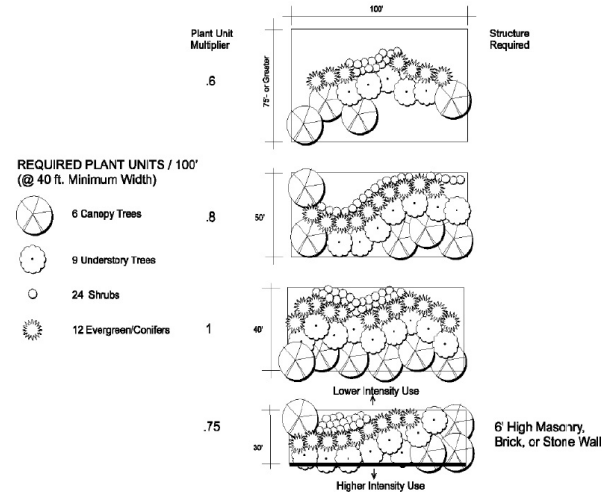 100'
Plant Unit
Multiplier
Structure
Required
75'- or Greater
.6
REQUIRED PLANT UNITS / 100'
(@ 40 ft. Minimum Width)
6 Canopy Trees
.8
50'
9 Understory Trees
24 Shrubs
12 Evergreen/Conifers
1
40'
Lower Intensity Use
.75
30'
6' High Masonry,
Brick, or Stone Wall
Higher Intensity Use